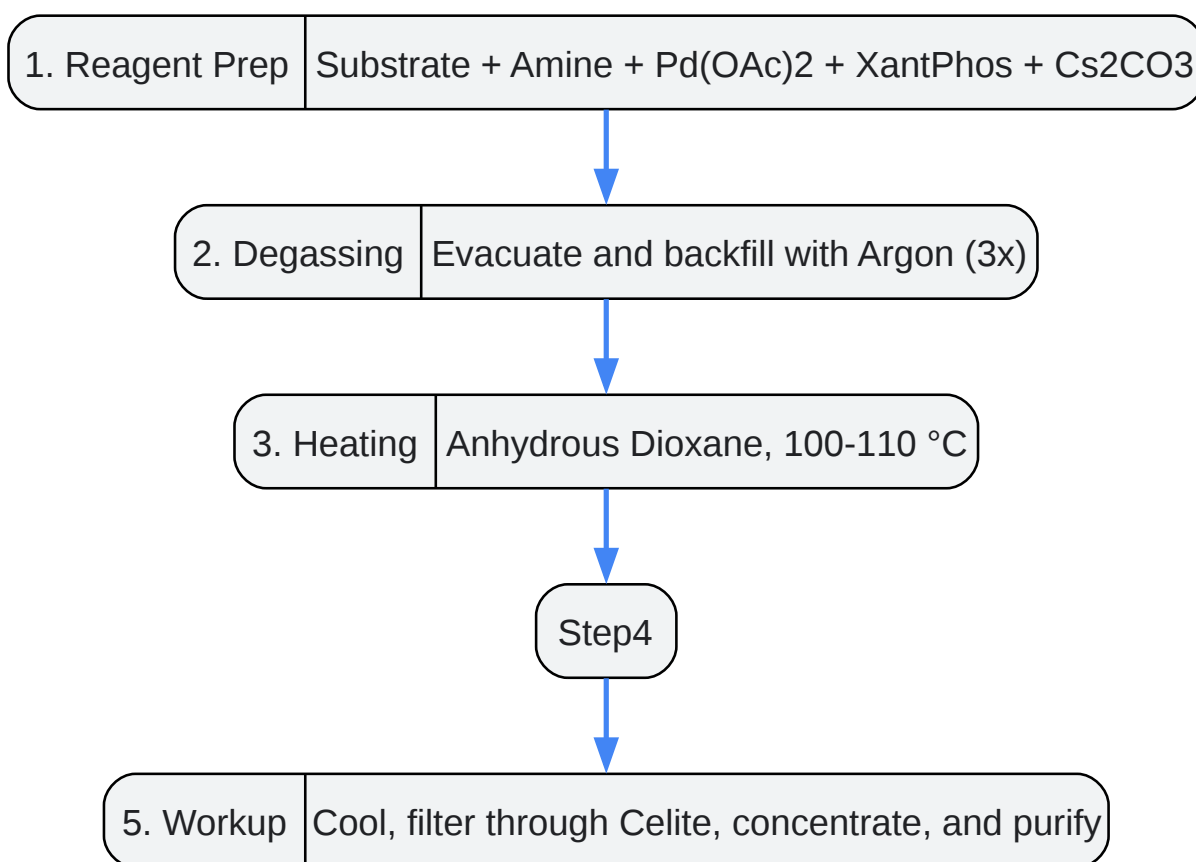 1. Reagent Prep Substrate + Amine + Pd(OAc)2 + XantPhos + Cs2CO3
2. Degassing Evacuate and backfill with Argon (3x)
3. Heating Anhydrous Dioxane, 100-110 °C
Step4
5. Workup Cool, filter through Celite, concentrate, and purify